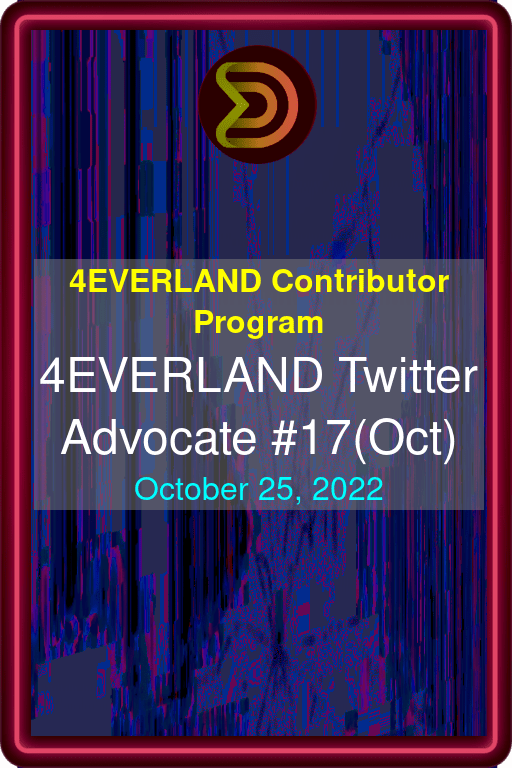 4EVERLAND Contributor
Program
4EVERLAND Twitter
Advocate #17(Oct)
October 25, 2022